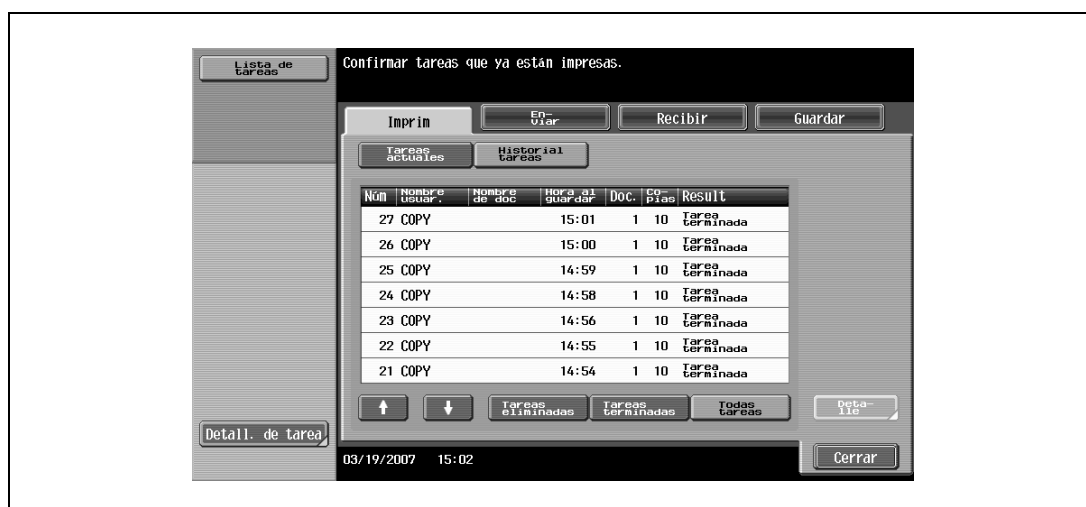 Lista de
tareas
Confirmar tareas que ya están impresas.
Imprim
En-
viar
Recibir
Guardar
Tareas
actuales
Historial
tareas
Núm Nombre usuar. Nombre de doc Hora al guardar Doc. Co-pias Result
27 COPY 15:01 1 10 Tarea terminada
26 COPY 15:00 1 10 Tarea terminada
25 COPY 14:59 1 10 Tarea terminada
24 COPY 14:58 1 10 Tarea terminada
23 COPY 14:56 1 10 Tarea terminada
22 COPY 14:55 1 10 Tarea terminada
21 COPY 14:54 1 10 Tarea terminada
Tareas
eliminadas
Tareas
terminadas
Todas
tareas
Deta-
lle
Detall. de tarea
03/19/2007 15:02
Cerrar